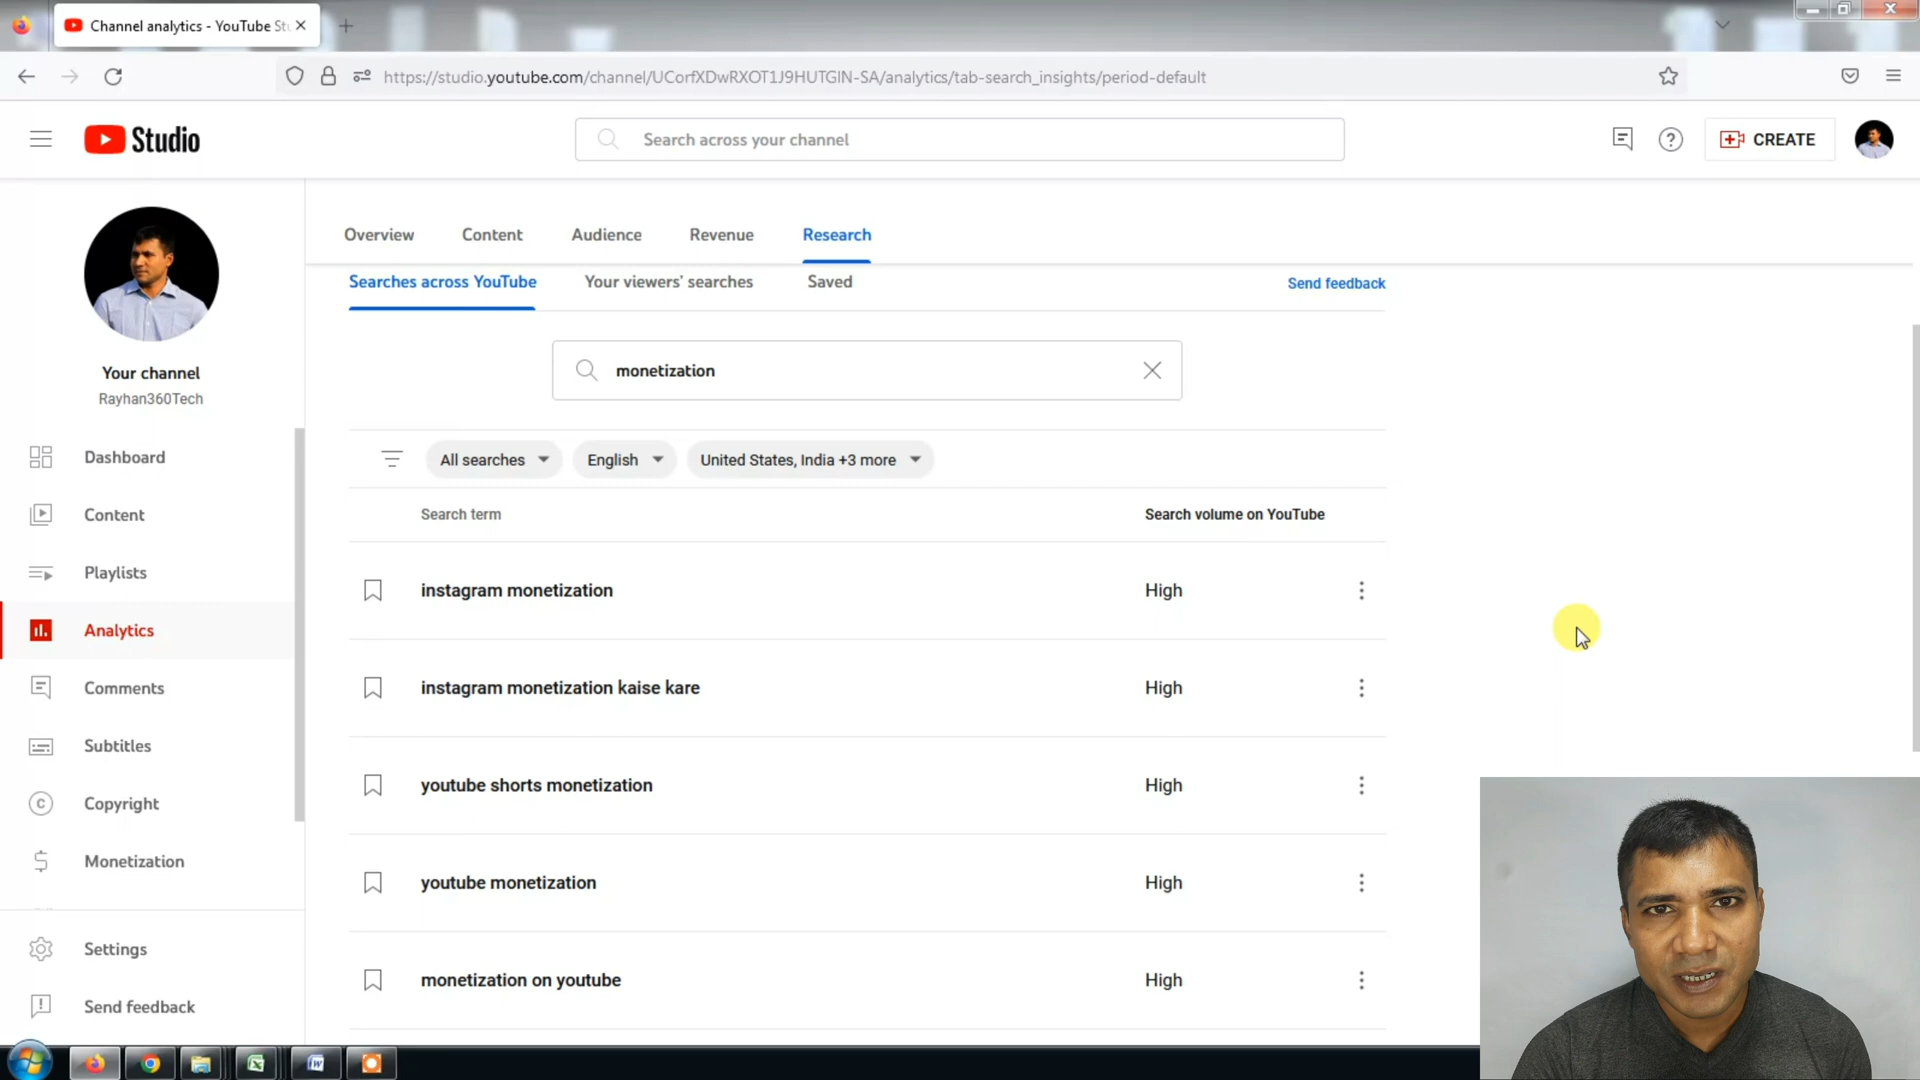 Channel analytics - YouTube St
https://studio.youtube.com/channel/UCorfXDwRXOT1J9HUTGIN-SA/analytics/tab-search_insights/period-default
Studio
Search across your channel
CREATE
Your channel
Rayhan360Tech
Dashboard
Content
Playlists
Analytics
Comments
Subtitles
Copyright
Monetization
Settings
Send feedback
Overview Content Audience Revenue Research
Searches across YouTube Your viewers' searches Saved Send feedback
monetization
All searches English United States, India +3 more
Search term Search volume on YouTube
instagram monetization High
instagram monetization kaise kare High
youtube shorts monetization High
youtube monetization High
monetization on youtube High